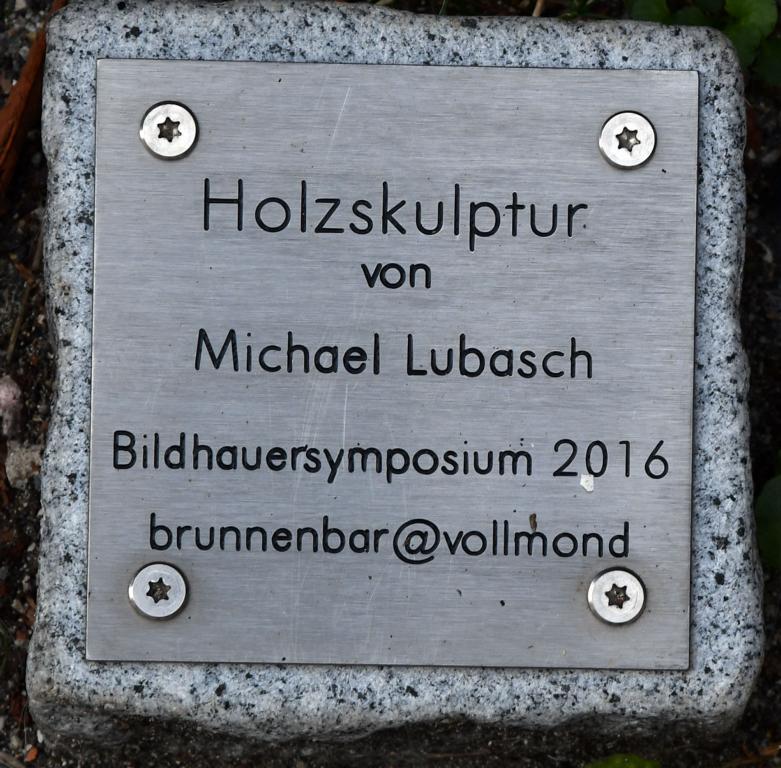 Holzskulptur
von
Michael Lubasch
Bildhauersymposium 2016
brunnenbar@vollmond